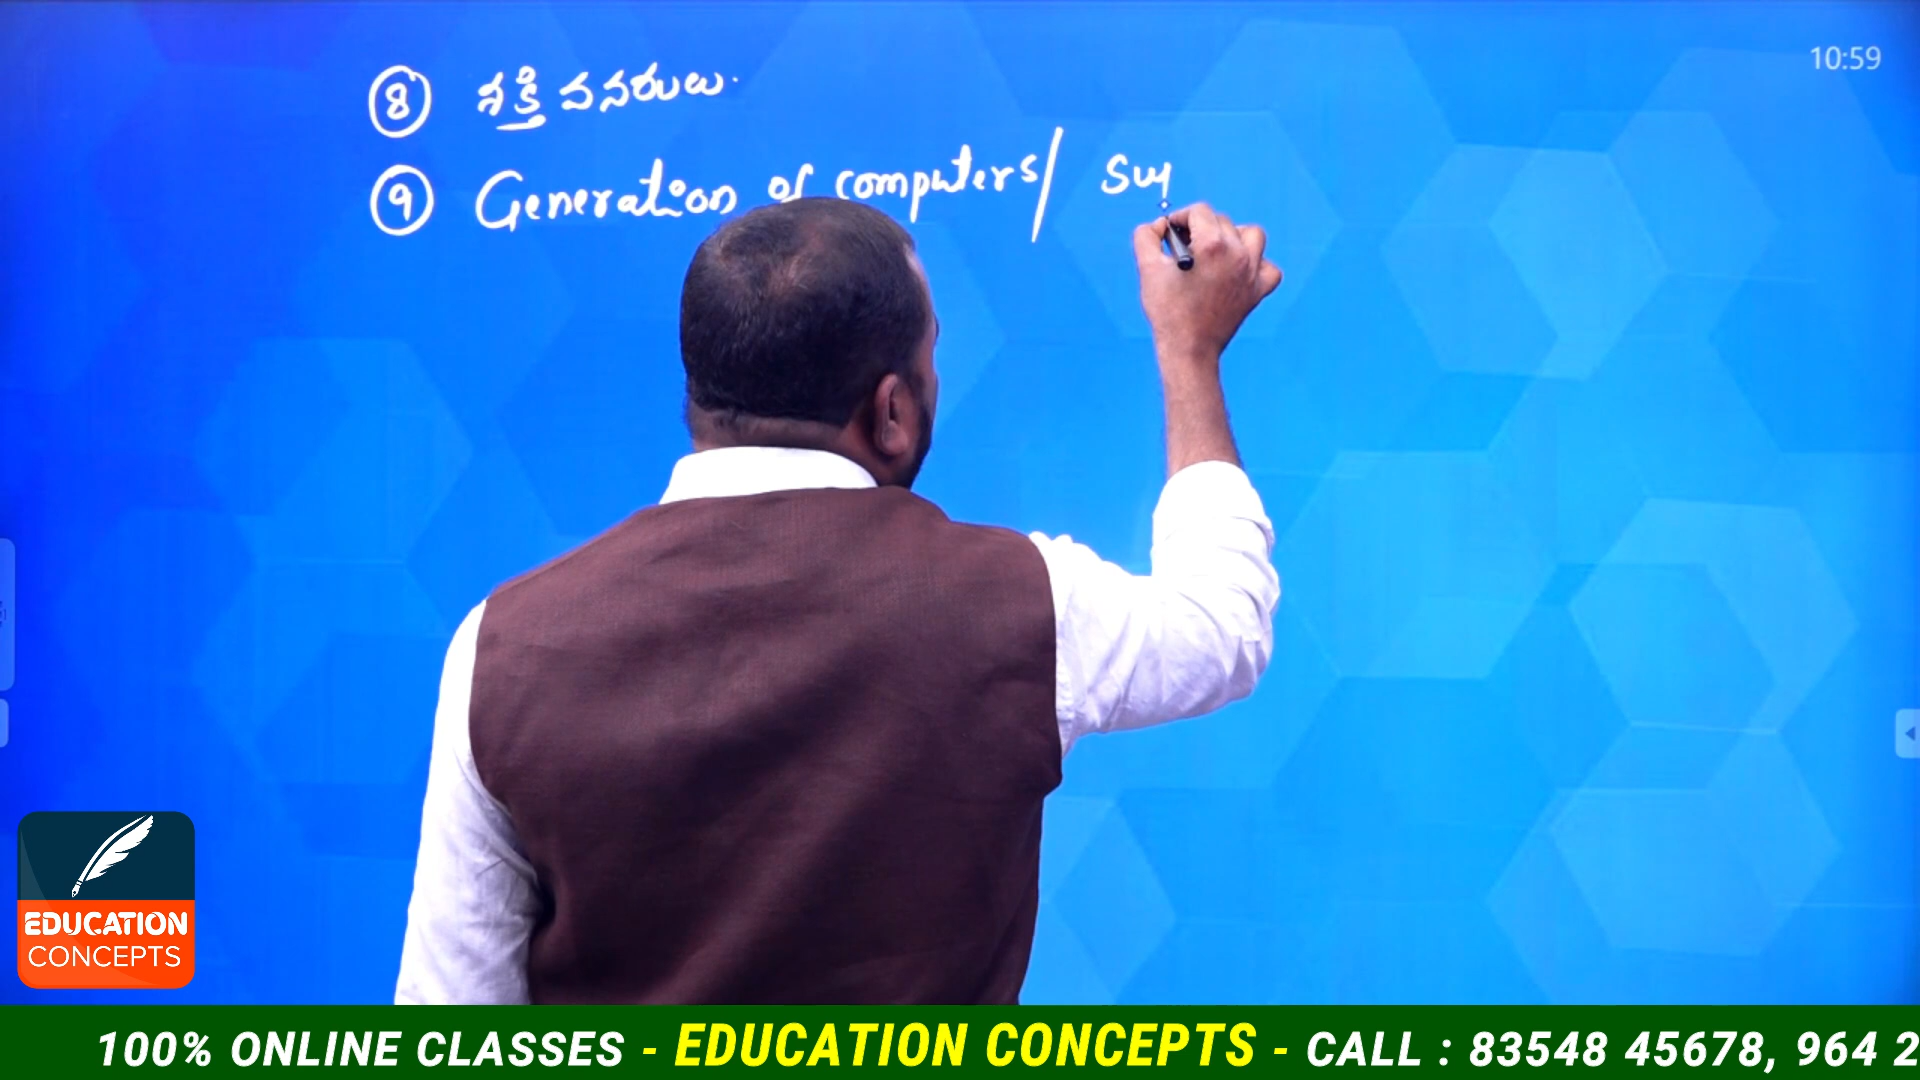 10:59
⑧ శక్తి వనరులు.
⑨ Generation of computers/ Sup
EDUCATION
CONCEPTS
100% ONLINE CLASSES - EDUCATION CONCEPTS - CALL : 83548 45678, 964 2